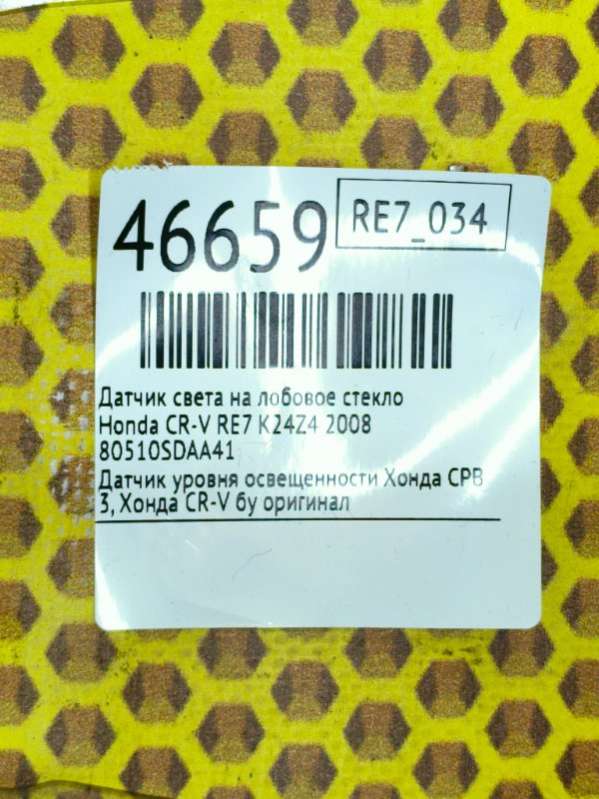 46659
RE7_034
Датчик света на лобовое стекло
Honda CR-V RE7 K24Z4 2008
80510SDAA41
Датчик уровня освещенности Хонда СРВ
3, Хонда CR-V бу оригинал